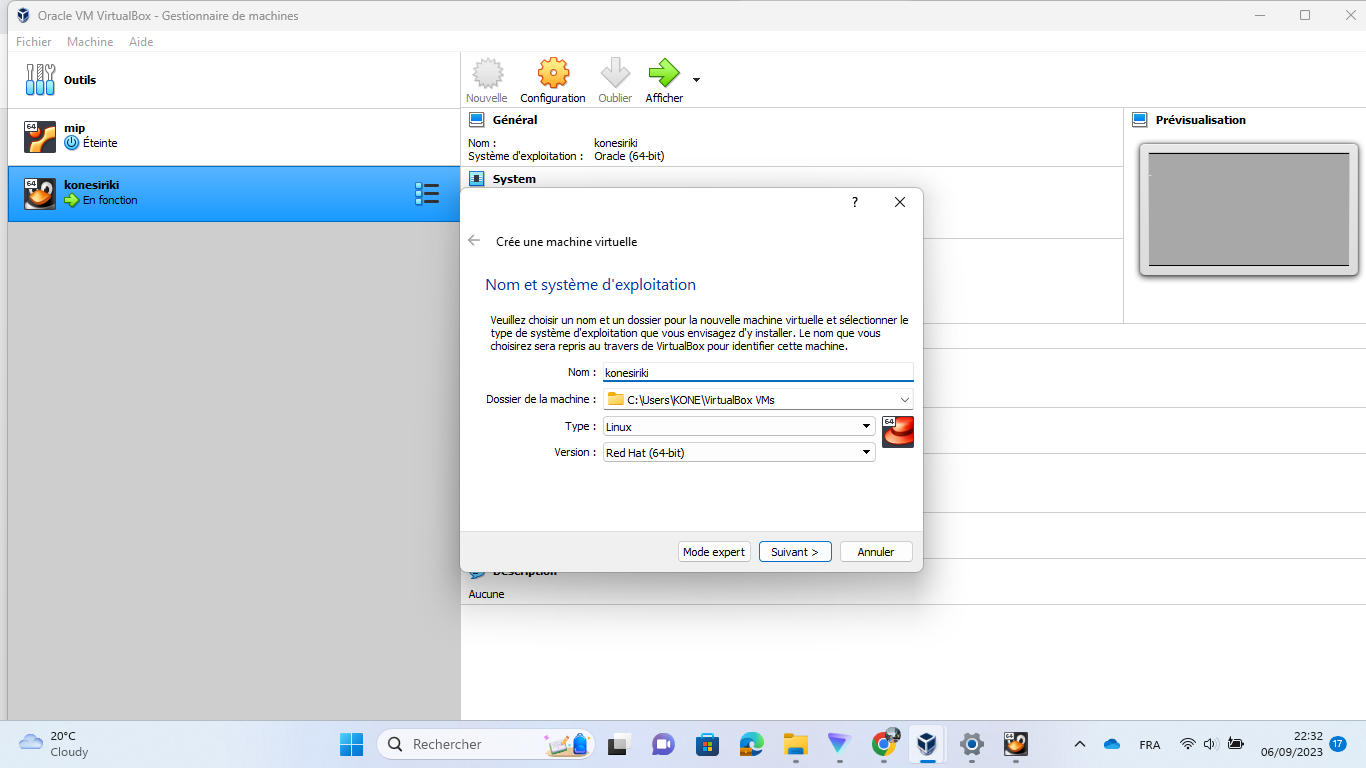 Oracle VM VirtualBox - Gestionnaire de machines
Fichier Machine Aide
Outils
Nouvelle Configuration Oublier Afficher
64
mip
Éteinte
64
konesiriki
En fonction
Général
Nom : konesiriki
Système d'exploitation : Oracle (64-bit)
System
Prévisualisation
?
Crée une machine virtuelle
Nom et système d'exploitation
Veuillez choisir un nom et un dossier pour la nouvelle machine virtuelle et sélectionner le
type de système d'exploitation que vous envisagez d'y installer. Le nom que vous
choisirez sera repris au travers de VirtualBox pour identifier cette machine.
Nom : konesiriki
Dossier de la machine : C:\Users\KONE\VirtualBox VMs
Type : Linux
64
Version : Red Hat (64-bit)
Mode expert Suivant > Annuler
Description
Aucune
20°C
Cloudy
Rechercher
64
FRA
22:32
06/09/2023
17